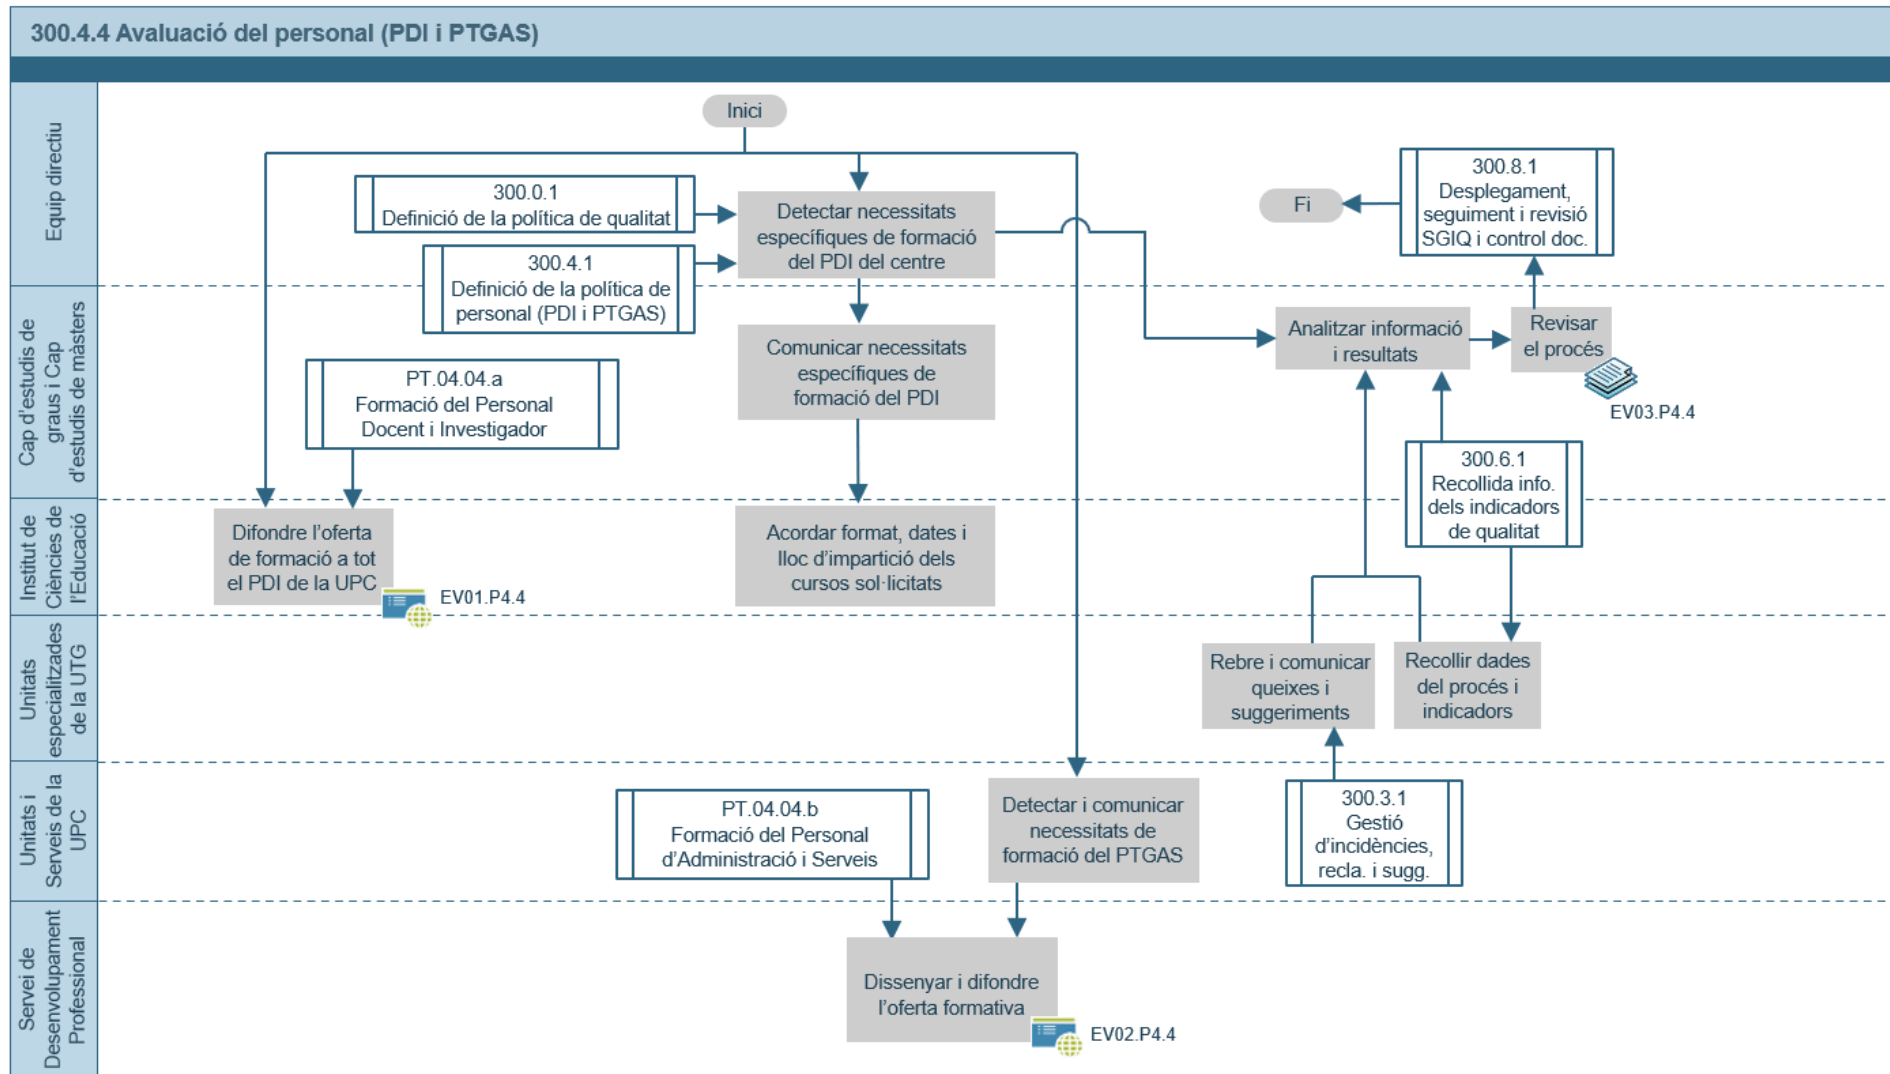 300.4.4 Avaluació del personal (PDI i PTGAS)
Equip directiu
Inici
300.0.1
Definició de la política de qualitat
300.4.1
Definició de la política de
personal (PDI i PTGAS)
Detectar necessitats
específiques de formació
del PDI del centre
Fi
300.8.1
Desplegament,
seguiment i revisió
SGIQ i control doc.
Cap d'estudis de
graus i Cap
d'estudis de màsters
PT.04.04.a
Formació del Personal
Docent i Investigador
Comunicar necessitats
específiques de
formació del PDI
Analitzar informació
i resultats
Revisar
el procés
EV03.P4.4
300.6.1
Recollida info.
dels indicadors
de qualitat
Institut de
Ciències de
l'Educació
Difondre l'oferta
de formació a tot
el PDI de la UPC
EV01.P4.4
Acordar format, dates i
lloc d'impartició dels
cursos sol·licitats
Unitats
especialitzades
de la UTG
Rebre i comunicar
queixes i
suggeriments
Recollir dades
del procés i
indicadors
Unitats i
Serveis de la
UPC
PT.04.04.b
Formació del Personal
d'Administració i Serveis
Detectar i comunicar
necessitats de
formació del PTGAS
300.3.1
Gestió
d'incidències,
recla. i sugg.
Servei de
Desenvolupament
Professional
Dissenyar i difondre
l'oferta formativa
EV02.P4.4